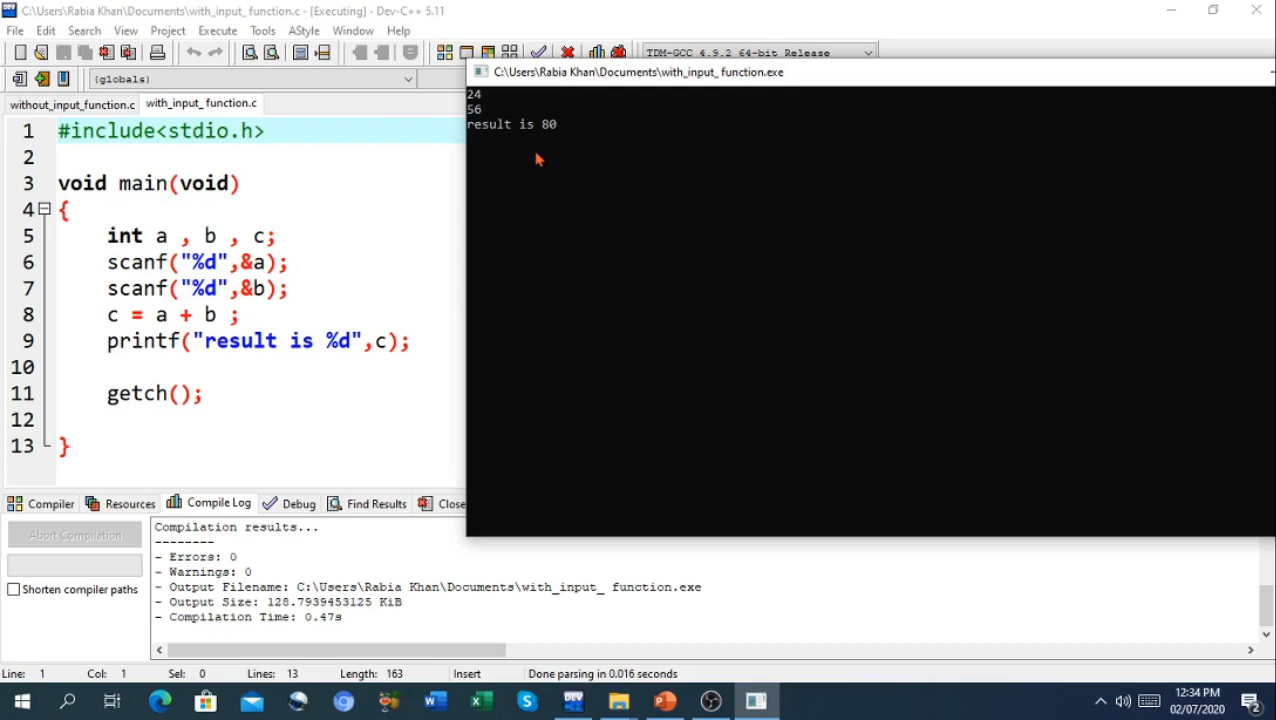 C:\Users\Rabia Khan\Documents\with_input_ function.c - [Executing] - Dev-C++ 5.11
File Edit Search View Project Execute Tools AStyle Window Help
TDM-GCC 4.9.2 64-bit Release
(globals)
without_input_function.c with_input_ function.c
1 #include<stdio.h>
2
3 void main(void)
4 {
5 int a , b , c;
6 scanf("%d",&a);
7 scanf("%d",&b);
8 c = a + b ;
9 printf("result is %d",c);
10
11 getch();
12
13 }
C:\Users\Rabia Khan\Documents\with_input_ function.exe
24
56
result is 80
Compiler Resources Compile Log Debug Find Results Close
Abort Compilation
Shorten compiler paths
Compilation results...
--------
- Errors: 0
- Warnings: 0
- Output Filename: C:\Users\Rabia Khan\Documents\with_input_ function.exe
- Output Size: 128.7939453125 KiB
- Compilation Time: 0.47s
Line: 1 Col: 1 Sel: 0 Lines: 13 Length: 163 Insert Done parsing in 0.016 seconds
12:34 PM
02/07/2020